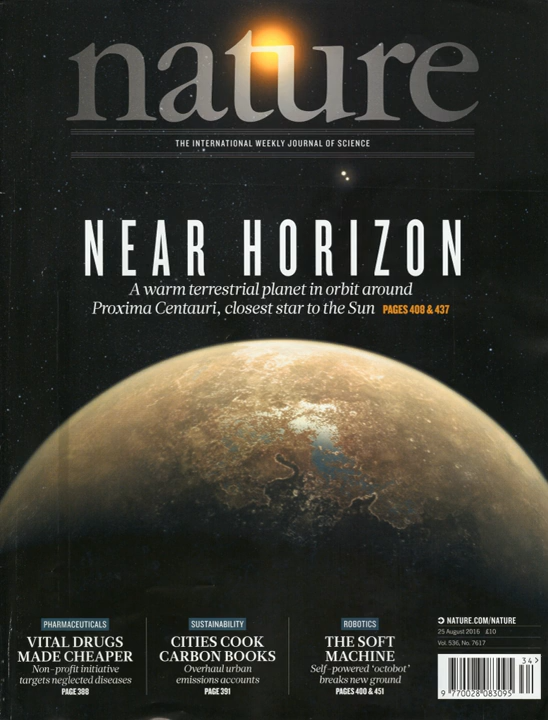 nature
THE INTERNATIONAL WEEKLY JOURNAL OF SCIENCE
NEAR HORIZON
A warm terrestrial planet in orbit around
Proxima Centauri, closest star to the Sun PAGES 408 & 437
PHARMACEUTICALS
VITAL DRUGS
MADE CHEAPER
Non-profit initiative
targets neglected diseases
PAGE 388
SUSTAINABILITY
CITIES COOK
CARBON BOOKS
Overhaul urban
emissions accounts
PAGE 391
ROBOTICS
THE SOFT
MACHINE
Self-powered ‘octobot’
breaks new ground
PAGES 400 & 451
NATURE.COM/NATURE
25 August 2016 £10
Vol. 536, No. 7617
34>
9 770028 083095